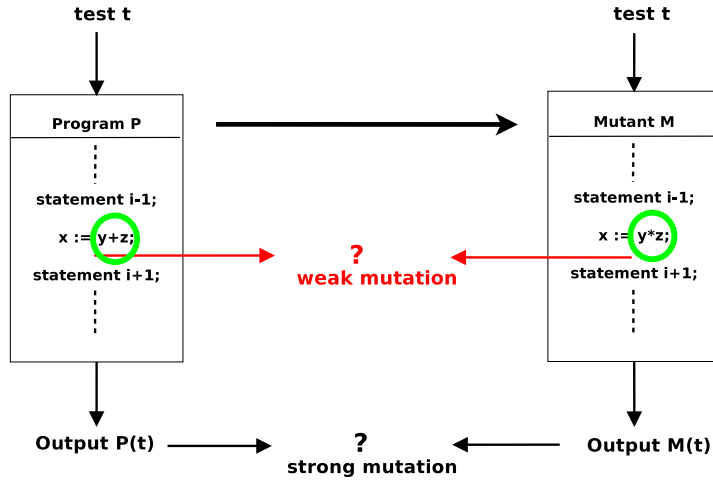 test t
test t
Program P
Mutant M
statement i-1;
x := y+z;
statement i+1;
statement i-1;
x := y*z;
statement i+1;
?
weak mutation
Output P(t)
?
strong mutation
Output M(t)